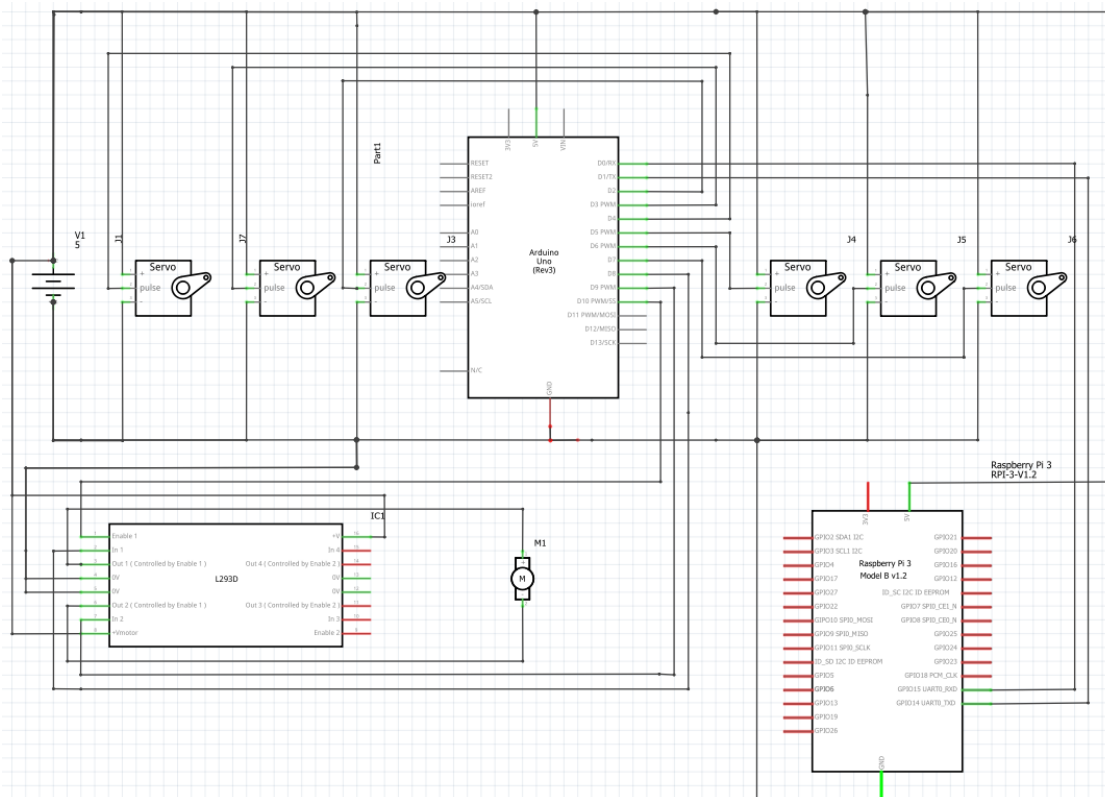 3V3
5V
VIN
Part1
RESET
RESET2
AREF
ioref
A0
A1
A2
A3
A4/SDA
A5/SCL
N/C
D0/RX
D1/TX
D2
D3 PWM
D4
D5 PWM
D6 PWM
D7
D8
D9 PWM
D10 PWM/SS
D11 PWM/MOSI
D12/MISO
D13/SCK
GND
Arduino
Uno
(Rev3)
V1
5
J1
Servo
+
pulse
-
J7
Servo
+
pulse
-
J3
Servo
+
pulse
-
J4
Servo
+
pulse
-
J5
Servo
+
pulse
-
J6
Servo
+
pulse
-
IC1
L293D
Enable 1
In 1
Out 1 ( Controlled by Enable 1 )
0V
0V
Out 2 ( Controlled by Enable 1 )
In 2
+Vmotor
+V
In 4
Out 4 ( Controlled by Enable 2 )
0V
0V
Out 3 ( Controlled by Enable 2 )
In 3
Enable 2
M1
M
Raspberry Pi 3
RPI-3-V1.2
3V3
5V
Raspberry Pi 3
Model B v1.2
GPIO2 SDA1 I2C
GPIO3 SCL1 I2C
GPIO4
GPIO17
GPIO27
GPIO22
GIPO10 SPI0_MOSI
GPIO9 SPI0_MISO
GPIO11 SPI0_SCLK
ID_SD I2C ID EEPROM
GPIO5
GPIO6
GPIO13
GPIO19
GPIO26
GPIO21
GPIO20
GPIO16
GPIO12
ID_SC I2C ID EEPROM
GPIO7 SPI0_CE1_N
GPIO8 SPI0_CE0_N
GPIO25
GPIO24
GPIO23
GPIO18 PCM_CLK
GPIO15 UART0_RXD
GPIO14 UART0_TXD
GND